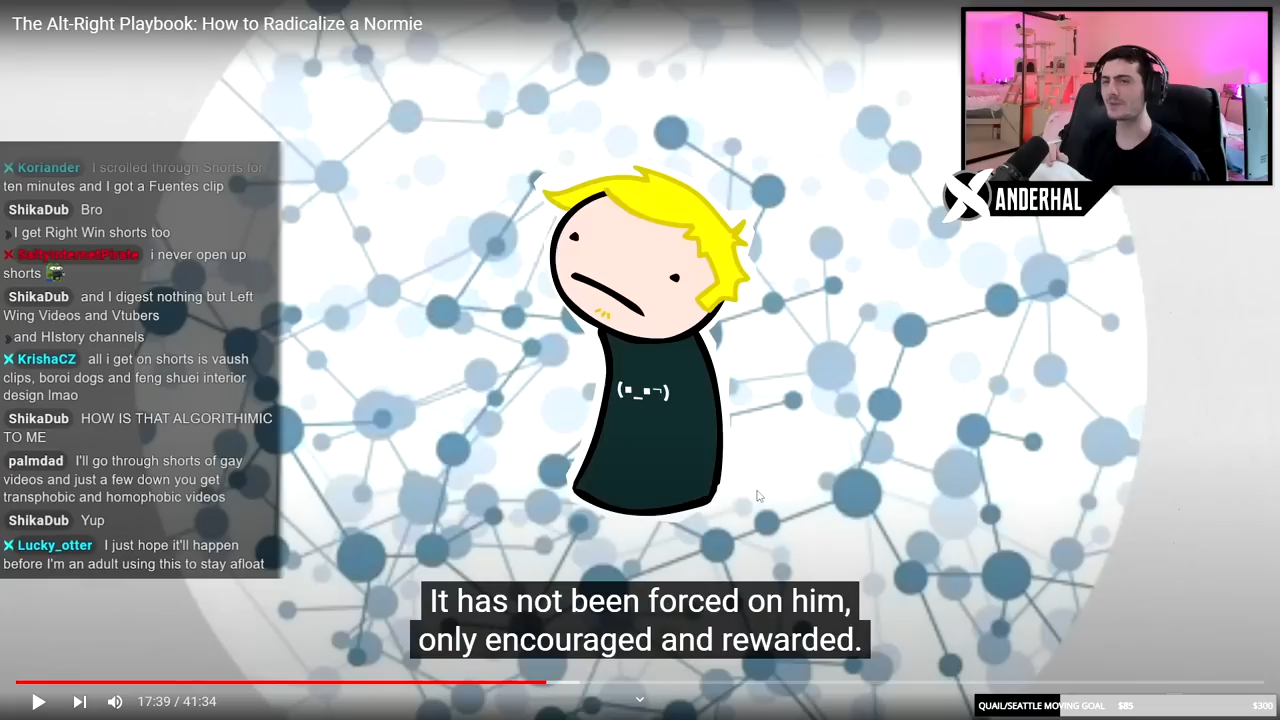 The Alt-Right Playbook: How to Radicalize a Normie
ANDERHAL
Koriander I scrolled through Shorts for
ten minutes and I got a Fuentes clip
ShikaDub Bro
I get Right Win shorts too
SaltyInternetPirate i never open up
shorts
ShikaDub and I digest nothing but Left
Wing Videos and Vtubers
and HIstory channels
KrishaCZ all i get on shorts is vaush
clips, boroi dogs and feng shuei interior
design lmao
ShikaDub HOW IS THAT ALGORITHIMIC
TO ME
palmdad I'll go through shorts of gay
videos and just a few down you get
transphobic and homophobic videos
ShikaDub Yup
Lucky_otter I just hope it'll happen
before I'm an adult using this to stay afloat
(▪_▪¬)
It has not been forced on him,
only encouraged and rewarded.
17:39 / 41:34
QUAIL/SEATTLE MOVING GOAL $85 $300